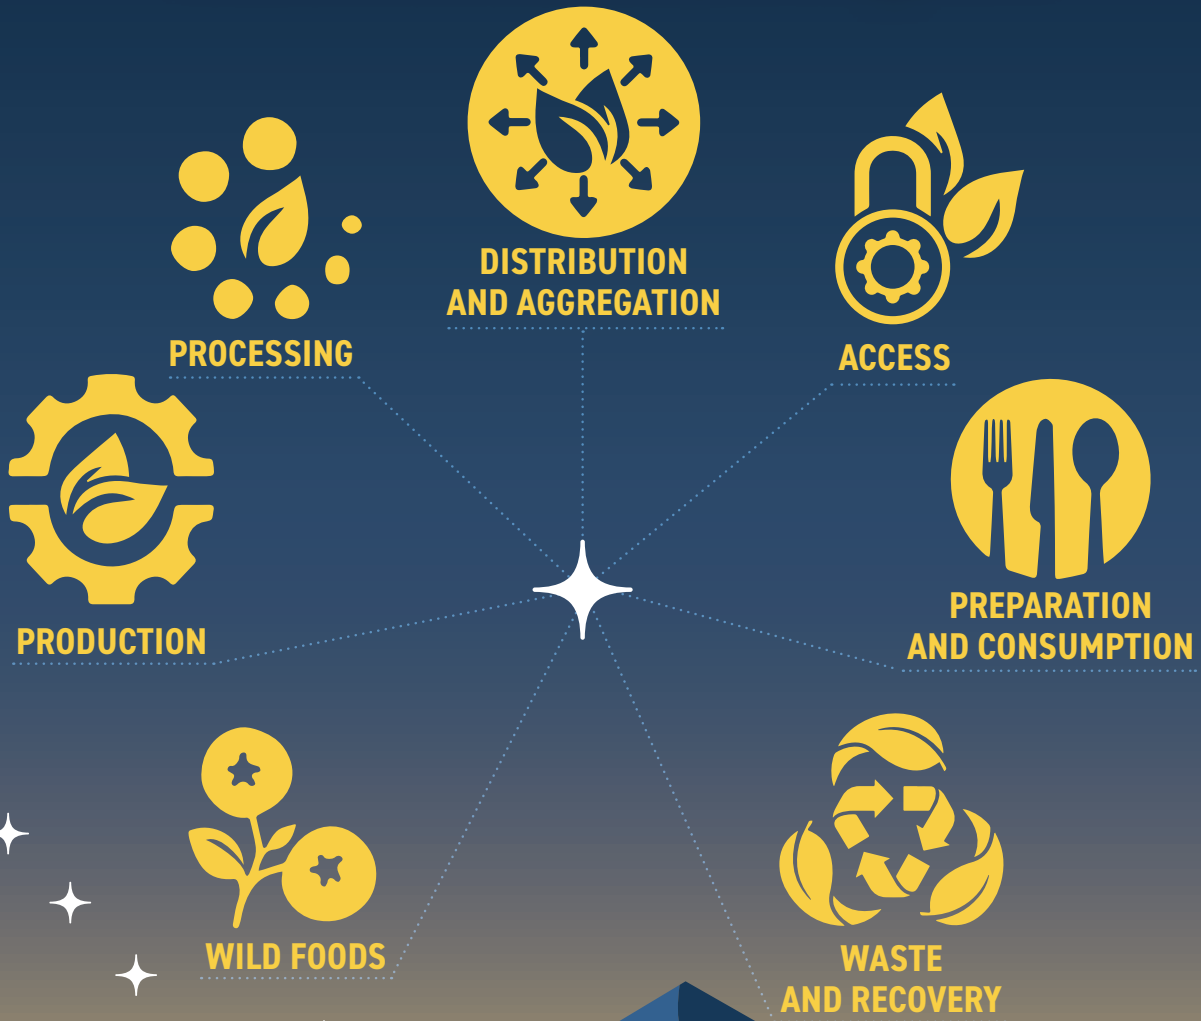 DISTRIBUTION
AND AGGREGATION
PROCESSING
ACCESS
PRODUCTION
PREPARATION
AND CONSUMPTION
WILD FOODS
WASTE
AND RECOVERY